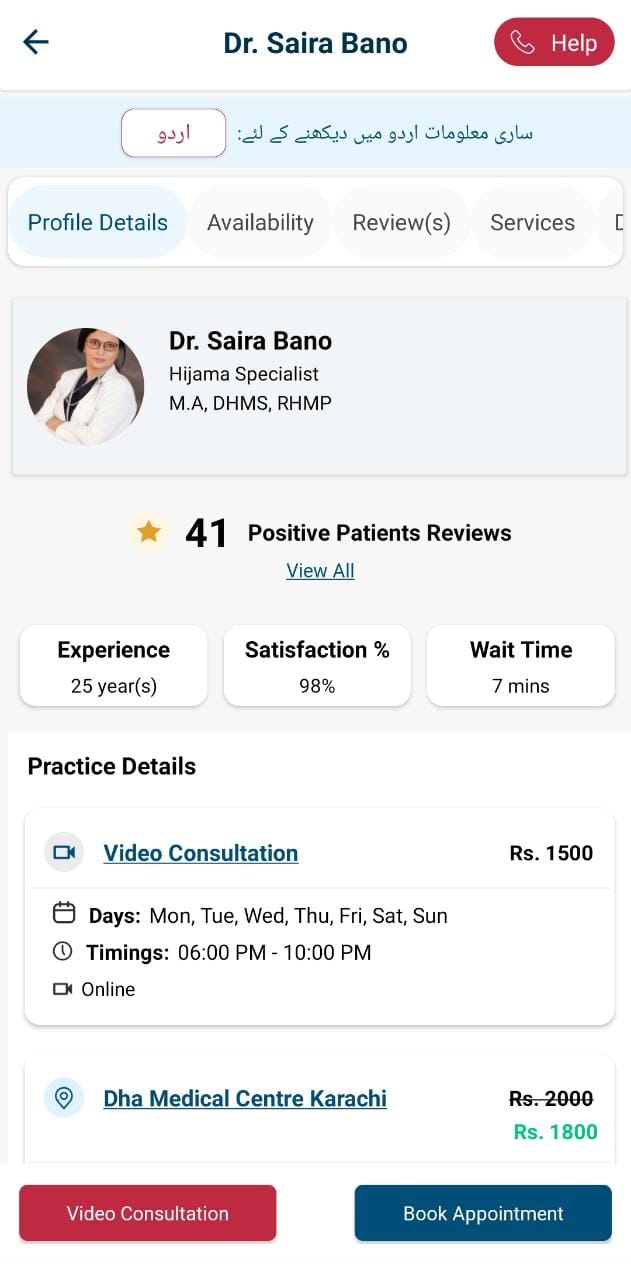 Dr. Saira Bano
Help
ساری معلومات اردو میں دیکھنے کے لئے:
اردو
Profile Details
Availability
Review(s)
Services
Dr. Saira Bano
Hijama Specialist
M.A, DHMS, RHMP
41 Positive Patients Reviews
View All
Experience
25 year(s)
Satisfaction %
98%
Wait Time
7 mins
Practice Details
Video Consultation
Rs. 1500
Days: Mon, Tue, Wed, Thu, Fri, Sat, Sun
Timings: 06:00 PM - 10:00 PM
Online
Dha Medical Centre Karachi
Rs. 2000
Rs. 1800
Video Consultation
Book Appointment